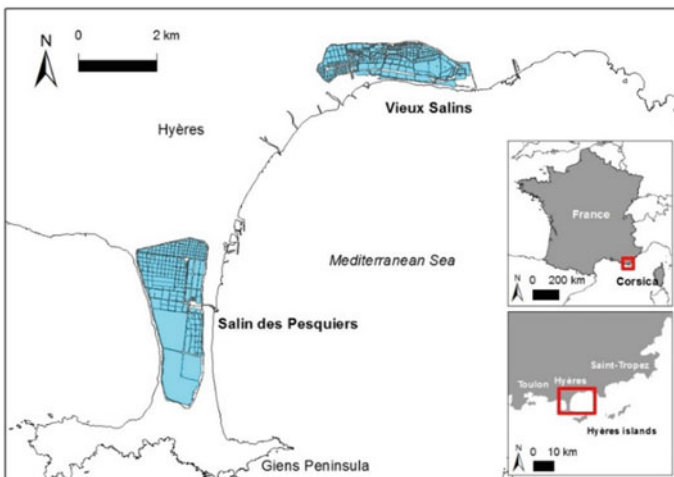 N
0 2 km
Vieux Salins
Hyères
Mediterranean Sea
Salin des Pesquiers
Giens Peninsula
France
N
0 200 km
Corsica
Saint-Tropez
Toulon Hyères
Hyères islands
N
0 10 km